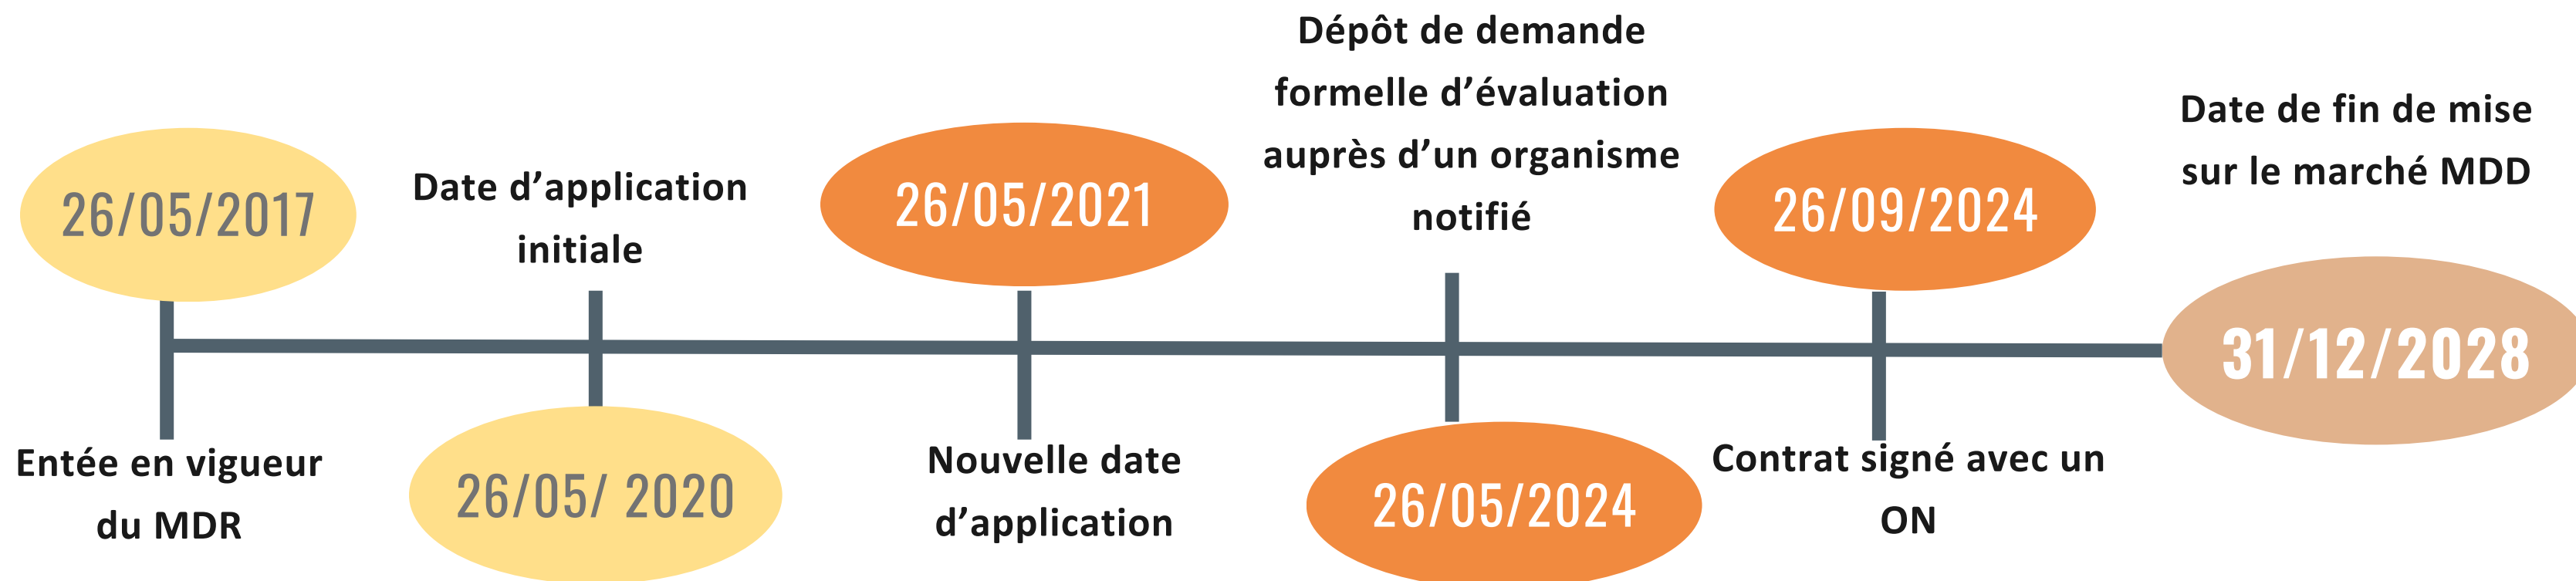 26/05/2017
Entée en vigueur
du MDR
Date d’application
initiale
26/05/ 2020
26/05/2021
Nouvelle date
d’application
Dépôt de demande
formelle d’évaluation
auprès d’un organisme
notifié
26/05/2024
26/09/2024
Contrat signé avec un
ON
Date de fin de mise
sur le marché MDD
31/12/2028